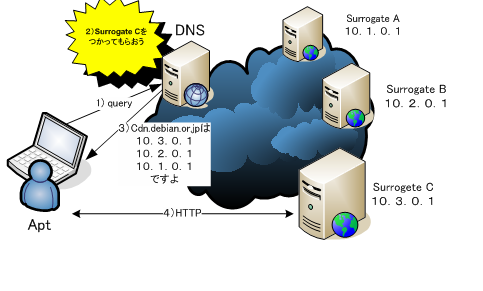 2）Surrogate Cを
つかってもらおう
DNS
Surrogate A
１０．１．０．１
1）query
Surrogate B
１０．２．０．１
3）Cdn.debian.or.jpは
１０．３．０．１
１０．２．０．１
１０．１．０．１
ですよ
Surrogete C
１０．３．０．１
4）HTTP
Apt